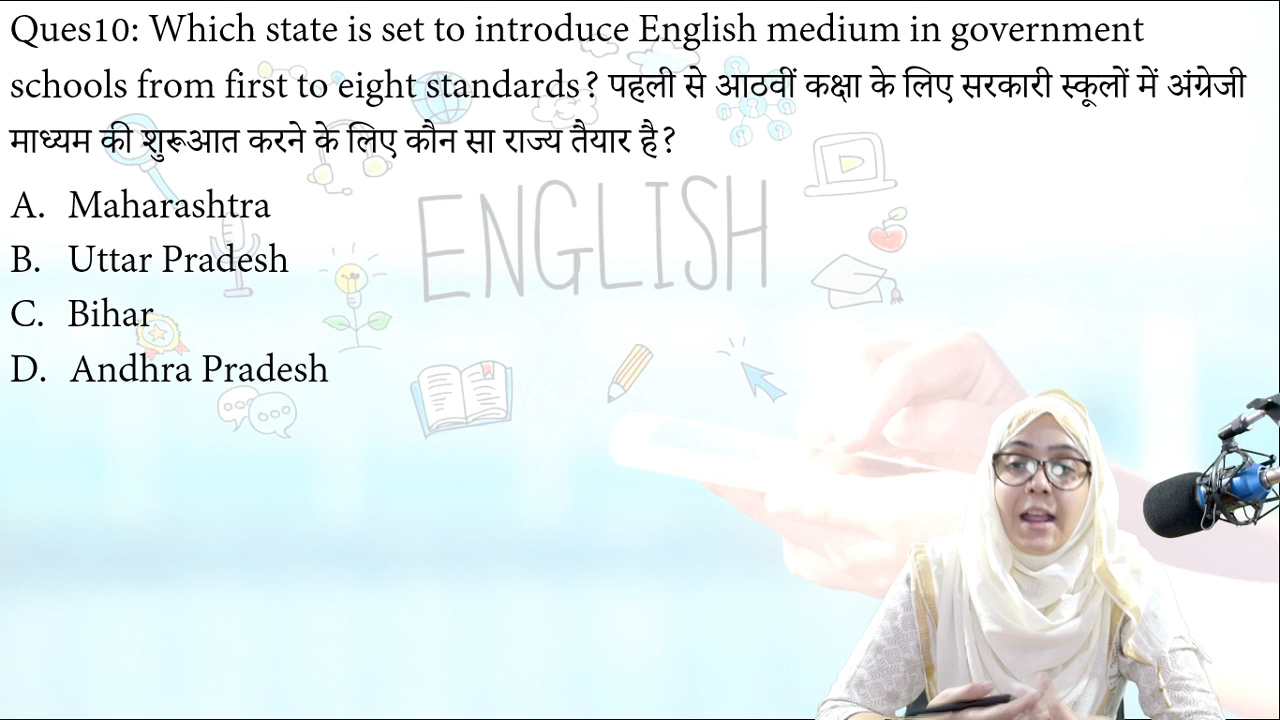 Ques10: Which state is set to introduce English medium in government
schools from first to eight standards? पहली से आठवीं कक्षा के लिए सरकारी स्कूलों में अंग्रेजी
माध्यम की शुरूआत करने के लिए कौन सा राज्य तैयार है?
A. Maharashtra
B. Uttar Pradesh
C. Bihar
D. Andhra Pradesh
ENGLISH